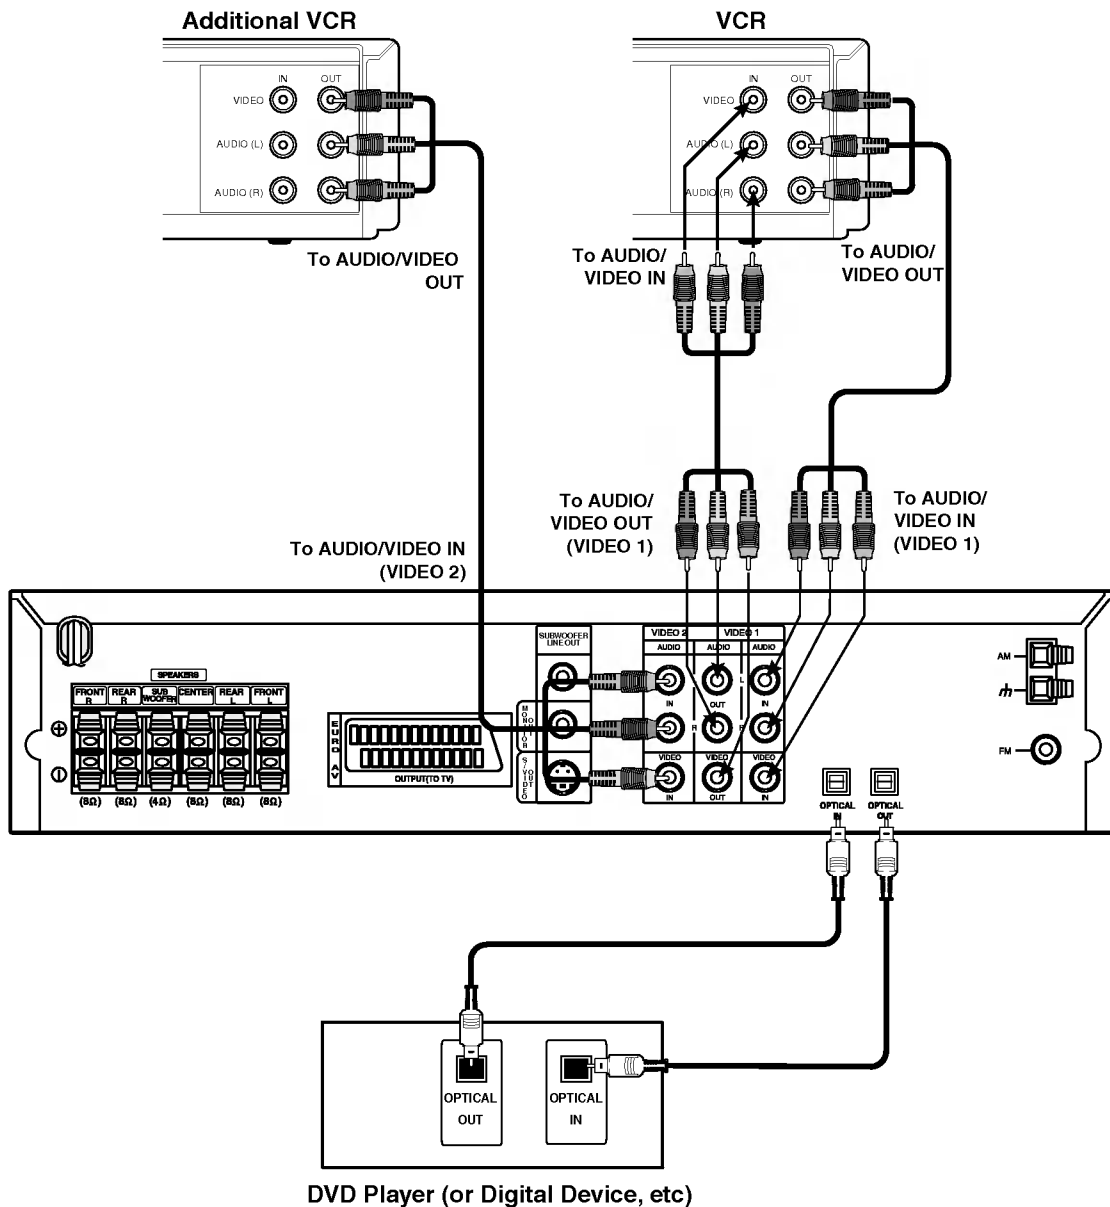 Additional VCR
VCR
IN OUT
VIDEO
AUDIO (L)
AUDIO (R)
IN OUT
VIDEO
AUDIO (L)
AUDIO (R)
To AUDIO/VIDEO
OUT
To AUDIO/
VIDEO IN
To AUDIO/
VIDEO OUT
To AUDIO/
VIDEO OUT
(VIDEO 1)
To AUDIO/
VIDEO IN
(VIDEO 1)
To AUDIO/VIDEO IN
(VIDEO 2)
SPEAKERS
FRONT
R
REAR
R
SUB
WOOFER
CENTER
REAR
L
FRONT
L
(8Ω) (8Ω) (4Ω) (8Ω) (8Ω) (8Ω)
EURO AV
OUTPUT(TO TV)
SUBWOOFER
LINE OUT
MONITOR
S/VIDEO
OUT
VIDEO 2 VIDEO 1
AUDIO AUDIO AUDIO
L
IN OUT IN
R R
VIDEO VIDEO VIDEO
IN OUT IN
AM
FM
OPTICAL
IN
OPTICAL
OUT
OPTICAL
OUT
OPTICAL
IN
DVD Player (or Digital Device, etc)